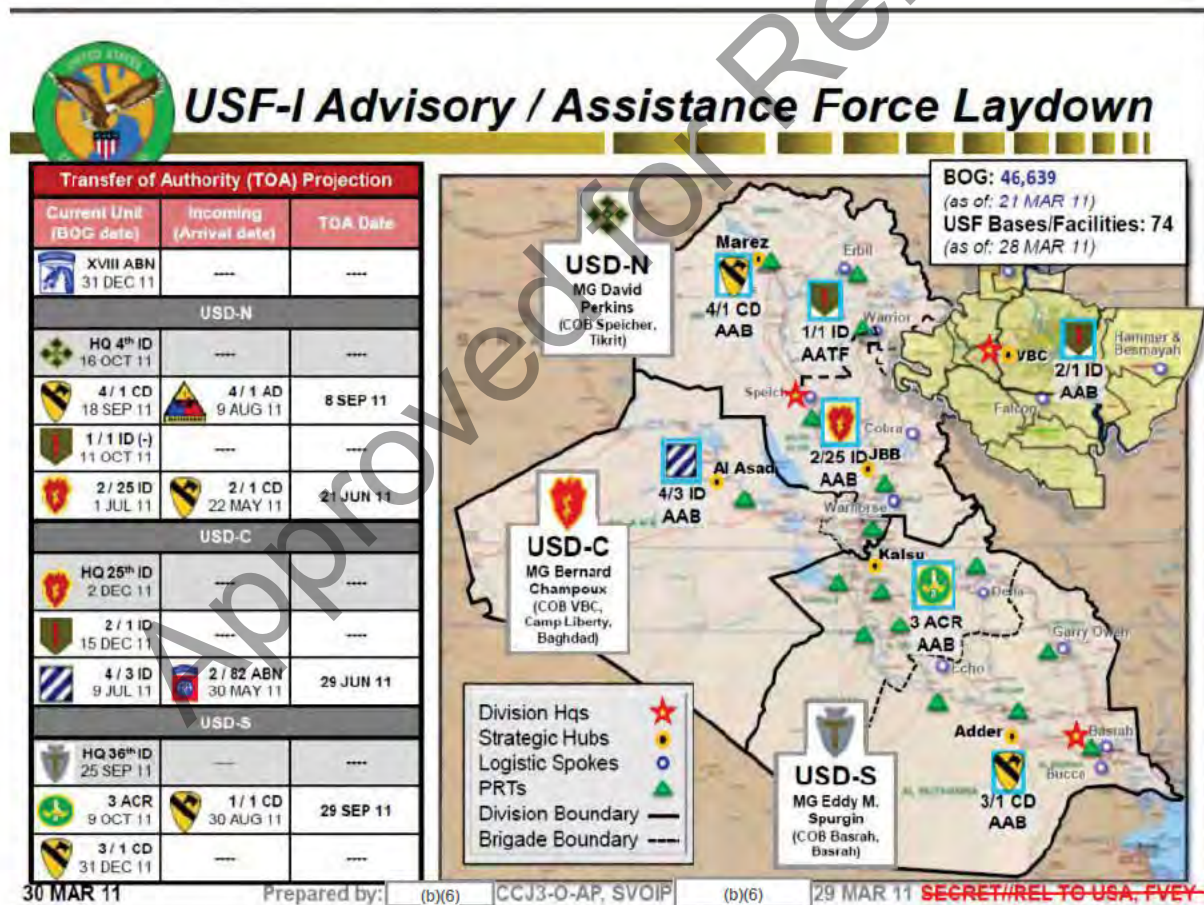 USF-I Advisory / Assistance Force Laydown
UNITED STATES
Transfer of Authority (TOA) Projection
Current Unit (BOG date)
Incoming (Arrival date)
TOA Date
XVIII ABN
31 DEC 11
----
----
USD-N
HQ 4th ID
16 OCT 11
----
----
4 / 1 CD
18 SEP 11
4 / 1 AD
9 AUG 11
8 SEP 11
1 / 1 ID (-)
11 OCT 11
----
----
2 / 25 ID
1 JUL 11
2 / 1 CD
22 MAY 11
21 JUN 11
USD-C
HQ 25th ID
2 DEC 11
----
----
2 / 1 ID
15 DEC 11
----
----
4 / 3 ID
9 JUL 11
2 / 82 ABN
30 MAY 11
29 JUN 11
USD-S
HQ 36th ID
25 SEP 11
----
----
3 ACR
9 OCT 11
1 / 1 CD
30 AUG 11
29 SEP 11
3 / 1 CD
31 DEC 11
----
----
BOG: 46,639
(as of: 21 MAR 11)
USF Bases/Facilities: 74
(as of: 28 MAR 11)
USD-N
MG David
Perkins
(COB Speicher,
Tikrit)
Marez
4/1 CD
AAB
Erbil
1/1 ID
AATF
Warrior
VBC
2/1 ID
AAB
Hammer &
Besmayah
Falcon
Speich
Cobra
2/25 ID
AAB
JBB
Warhorse
4/3 ID
AAB
Al Asad
USD-C
MG Bernard
Champoux
(COB VBC,
Camp Liberty,
Baghdad)
Kalsu
3 ACR
AAB
Delta
Garry Owen
Echo
Adder
Basrah
Bucca
3/1 CD
AAB
AL MUTHANNA
USD-S
MG Eddy M.
Spurgin
(COB Basrah,
Basrah)
Division Hqs
Strategic Hubs
Logistic Spokes
PRTs
Division Boundary
Brigade Boundary
30 MAR 11
Prepared by: (b)(6) CCJ3-O-AP, SVOIP (b)(6) 29 MAR 11 SECRET//REL TO USA, FVEY
Approved for Re